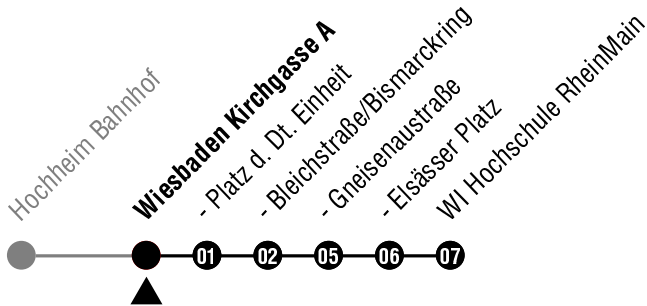 Hochheim Bahnhof
Wiesbaden Kirchgasse A
- Platz d. Dt. Einheit
- Bleichstraße/Bismarckring
- Gneisenaustraße
- Elsässer Platz
WI Hochschule RheinMain
01 02 05 06 07